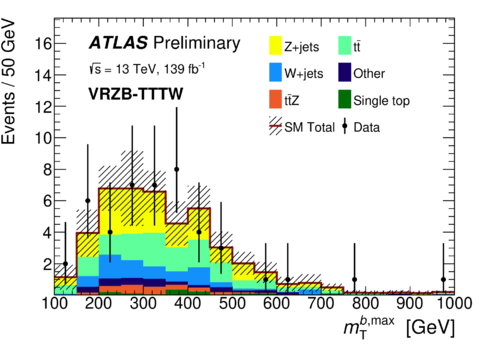 Events / 50 GeV
16
14
12
10
8
6
4
2
ATLAS Preliminary
√s = 13 TeV, 139 fb⁻¹
VRZB-TTTW
Z+jets
tt̄
W+jets
Other
tt̄Z
Single top
SM Total
Data
100 200 300 400 500 600 700 800 900 1000
m_T^{b,max} [GeV]